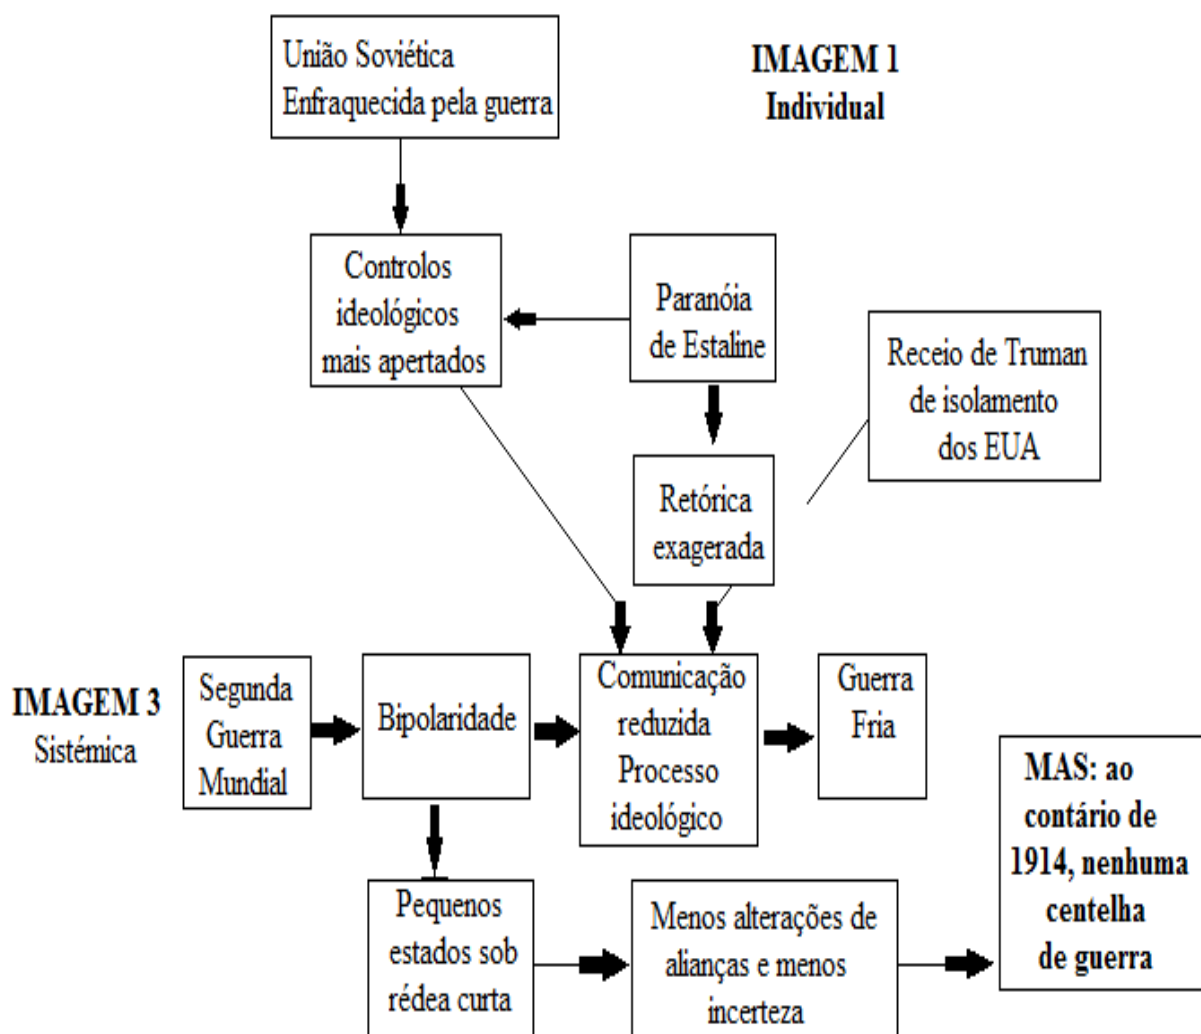 União Soviética
Enfraquecida pela guerra
IMAGEM 1
Individual
Controlos
ideológicos
mais apertados
Paranóia
de Estaline
Receio de Truman
de isolamento
dos EUA
Retórica
exagerada
IMAGEM 3
Sistémica
Segunda
Guerra
Mundial
Bipolaridade
Comunicação
reduzida
Processo
ideológico
Guerra
Fria
MAS: ao
contário de
1914, nenhuma
centelha
de guerra
Pequenos
estados sob
rédea curta
Menos alterações de
alianças e menos
incerteza